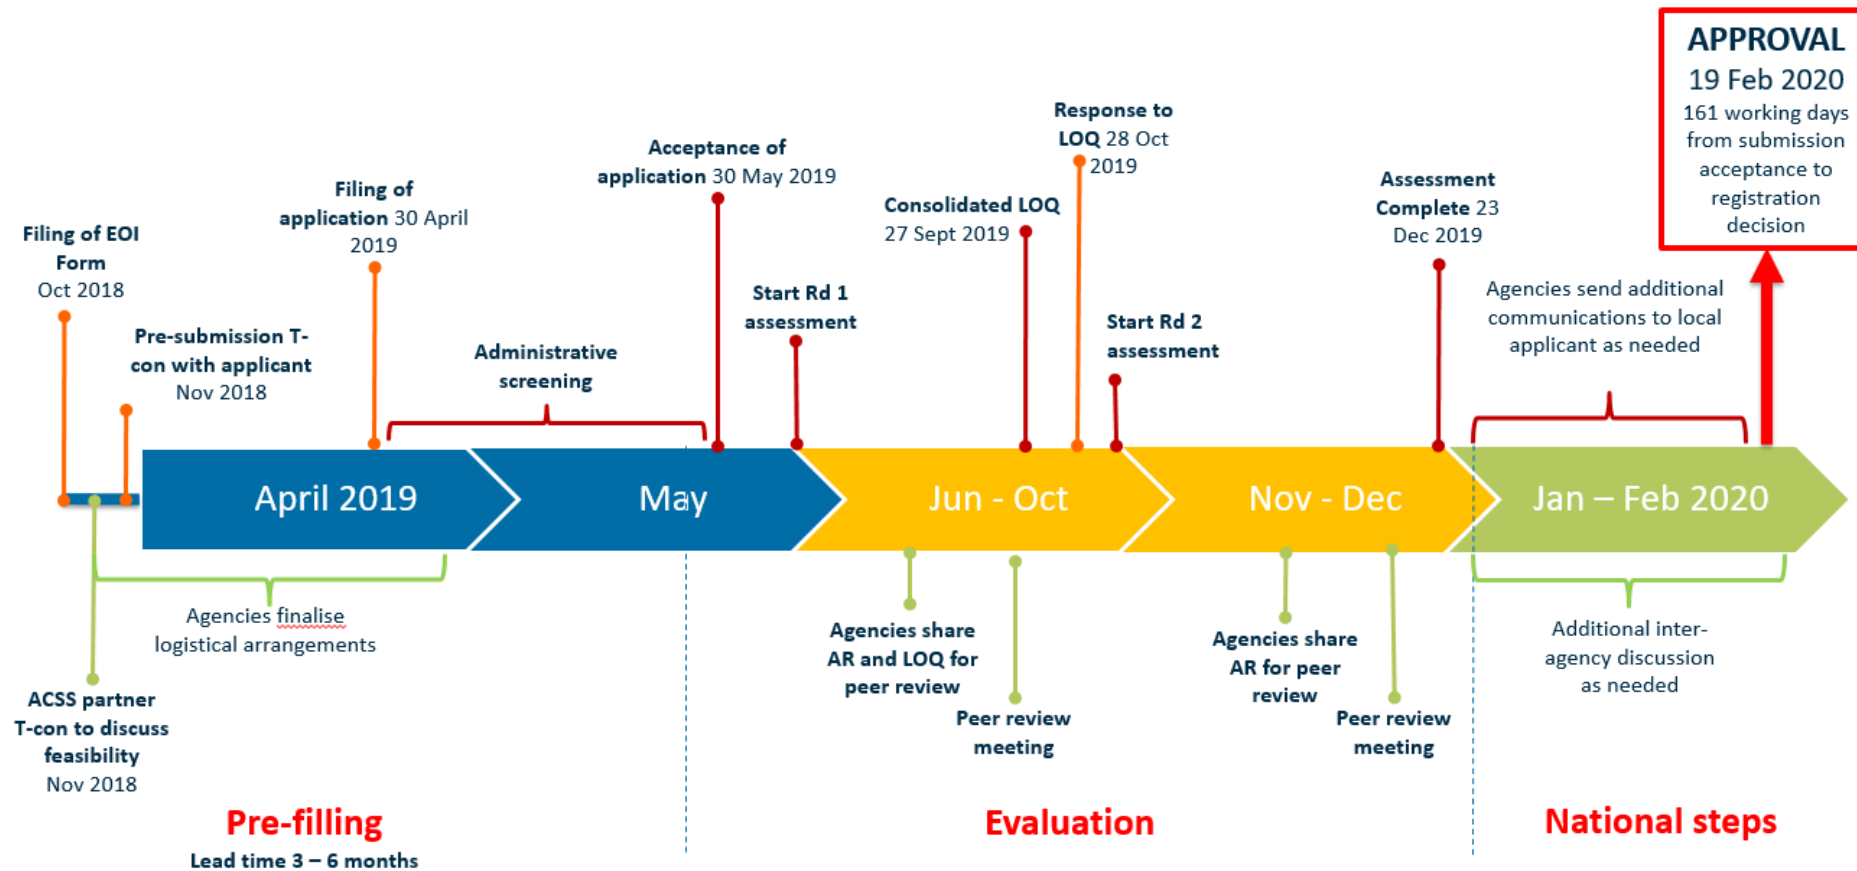 APPROVAL
19 Feb 2020
161 working days
from submission
acceptance to
registration
decision
Response to
LOQ 28 Oct
2019
Acceptance of
application 30 May 2019
Assessment
Complete 23
Dec 2019
Filing of
application 30 April
2019
Consolidated LOQ
27 Sept 2019
Filing of EOI
Form
Oct 2018
Start Rd 1
assessment
Agencies send additional
communications to local
applicant as needed
Pre-submission T-
con with applicant
Nov 2018
Start Rd 2
assessment
Administrative
screening
April 2019
May
Jun - Oct
Nov - Dec
Jan – Feb 2020
Agencies finalise
logistical arrangements
Agencies share
AR and LOQ for
peer review
Agencies share
AR for peer
review
Additional inter-
agency discussion
as needed
ACSS partner
T-con to discuss
feasibility
Nov 2018
Peer review
meeting
Peer review
meeting
Pre-filling
Lead time 3 – 6 months
Evaluation
National steps